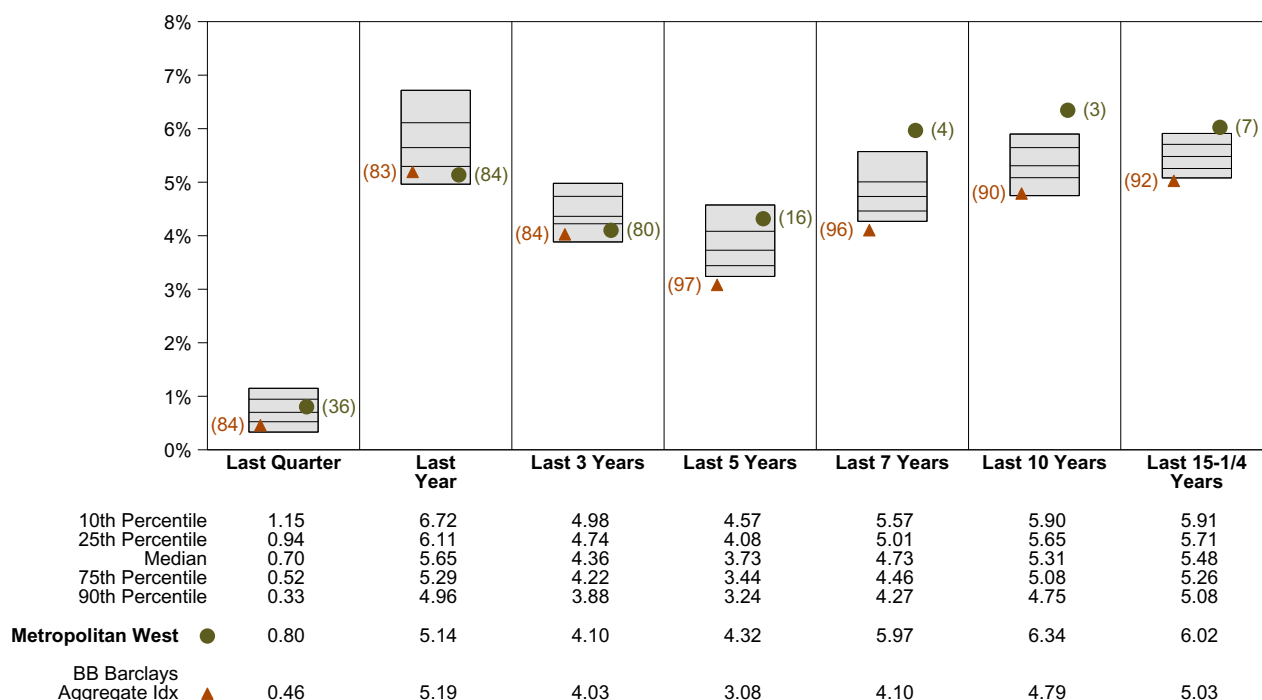 8%
7%
6%
5%
4%
3%
2%
1%
0%
(84) (36)
(83) (84)
(84) (80)
(97) (16)
(96) (4)
(90) (3)
(92) (7)
Last Quarter Last Year Last 3 Years Last 5 Years Last 7 Years Last 10 Years Last 15-1/4 Years
10th Percentile 1.15 6.72 4.98 4.57 5.57 5.90 5.91
25th Percentile 0.94 6.11 4.74 4.08 5.01 5.65 5.71
Median 0.70 5.65 4.36 3.73 4.73 5.31 5.48
75th Percentile 0.52 5.29 4.22 3.44 4.46 5.08 5.26
90th Percentile 0.33 4.96 3.88 3.24 4.27 4.75 5.08
Metropolitan West 0.80 5.14 4.10 4.32 5.97 6.34 6.02
BB Barclays
Aggregate Idx 0.46 5.19 4.03 3.08 4.10 4.79 5.03